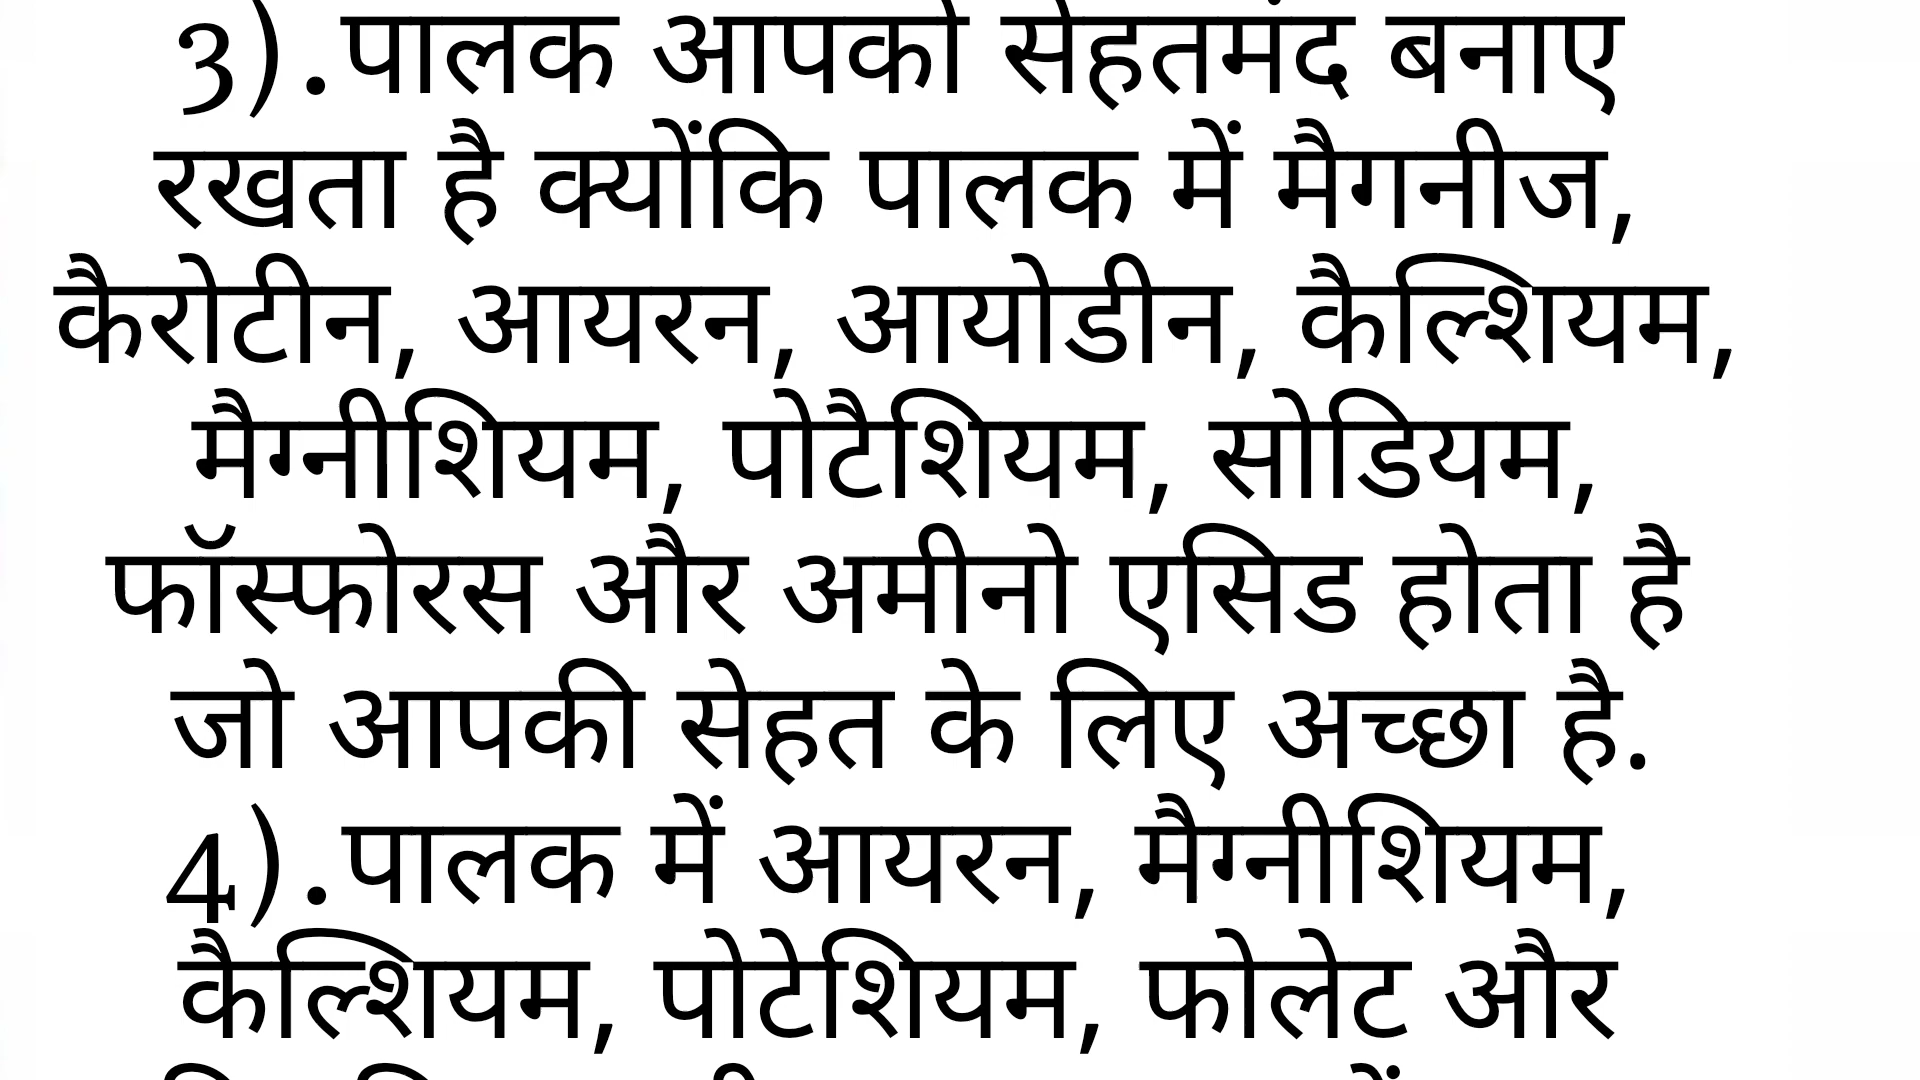 3).पालक आपको सेहतमंद बनाए
रखता है क्योंकि पालक में मैगनीज,
कैरोटीन, आयरन, आयोडीन, कैल्शियम,
मैग्नीशियम, पोटैशियम, सोडियम,
फॉस्फोरस और अमीनो एसिड होता है
जो आपकी सेहत के लिए अच्छा है.
4).पालक में आयरन, मैग्नीशियम,
कैल्शियम, पोटेशियम, फोलेट और